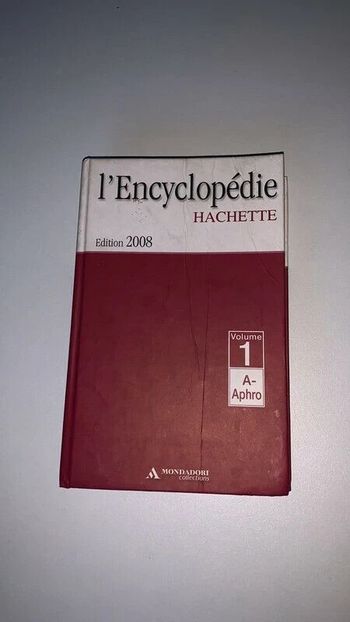 l'Encyclopédie
HACHETTE
Edition 2008
Volume
1
A-
Aphro
MONDADORI
collections